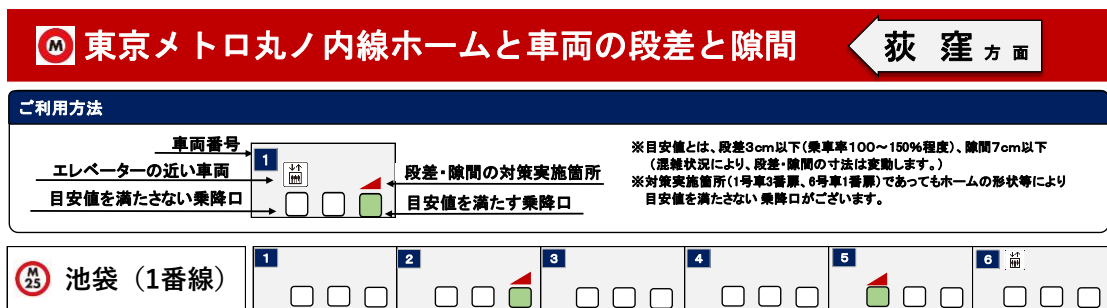 M 東京メトロ丸ノ内線ホームと車両の段差と隙間 荻窪方面
ご利用方法
車両番号
エレベーターの近い車両
目安値を満たさない乗降口
1
段差・隙間の対策実施箇所
目安値を満たす乗降口
※目安値とは、段差3cm以下(乗車率100～150%程度)、隙間7cm以下
(混雑状況により、段差・隙間の寸法は変動します。)
※対策実施箇所(1号車3番扉、6号車1番扉)であってもホームの形状等により
目安値を満たさない 乗降口がございます。
M 25 池袋（1番線） 1 2 3 4 5 6